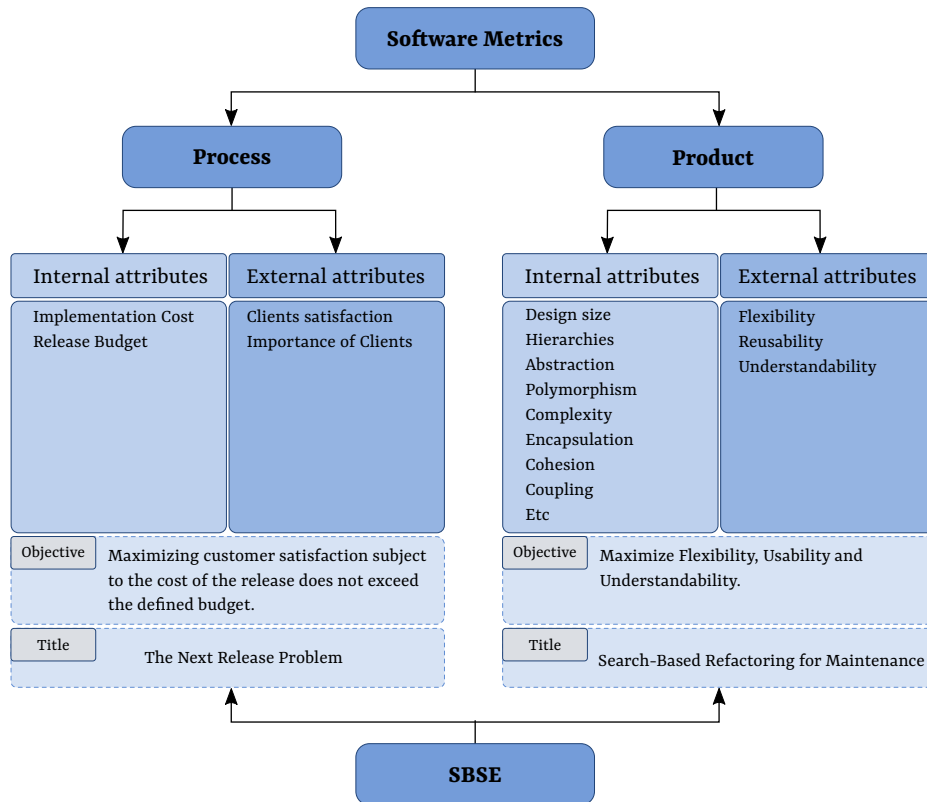 Software Metrics
Process
Product
Internal attributes
External attributes
Implementation Cost
Release Budget
Clients satisfaction
Importance of Clients
Objective
Maximizing customer satisfaction subject
to the cost of the release does not exceed
the defined budget.
Title
The Next Release Problem
Internal attributes
External attributes
Design size
Hierarchies
Abstraction
Polymorphism
Complexity
Encapsulation
Cohesion
Coupling
Etc
Flexibility
Reusability
Understandability
Objective
Maximize Flexibility, Usability and
Understandability.
Title
Search-Based Refactoring for Maintenance
SBSE